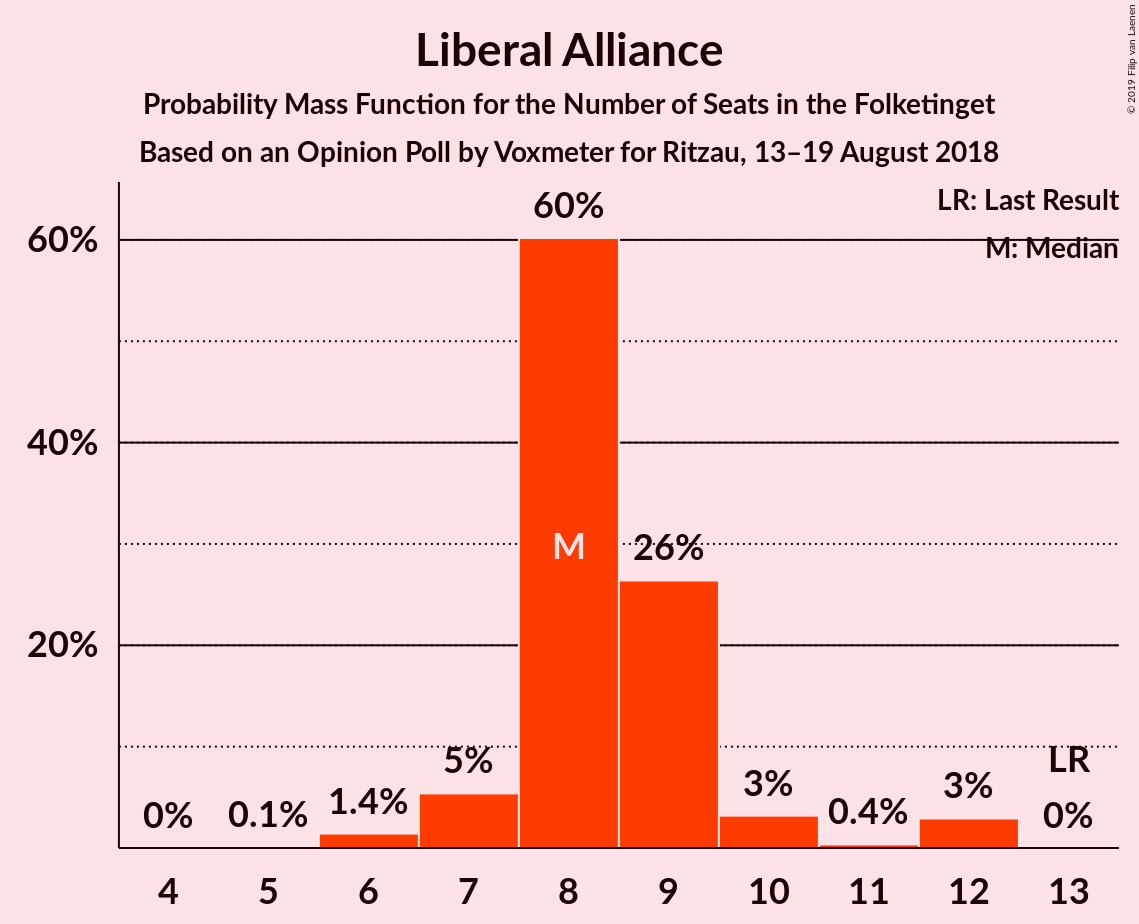 Liberal Alliance
Probability Mass Function for the Number of Seats in the Folketinget
Based on an Opinion Poll by Voxmeter for Ritzau, 13–19 August 2018
© 2019 Filip van Laenen
LR: Last Result
M: Median
60%
40%
20%
0%
0.1%
1.4%
5%
60%
M
26%
3%
0.4%
3%
LR
0%
4 5 6 7 8 9 10 11 12 13